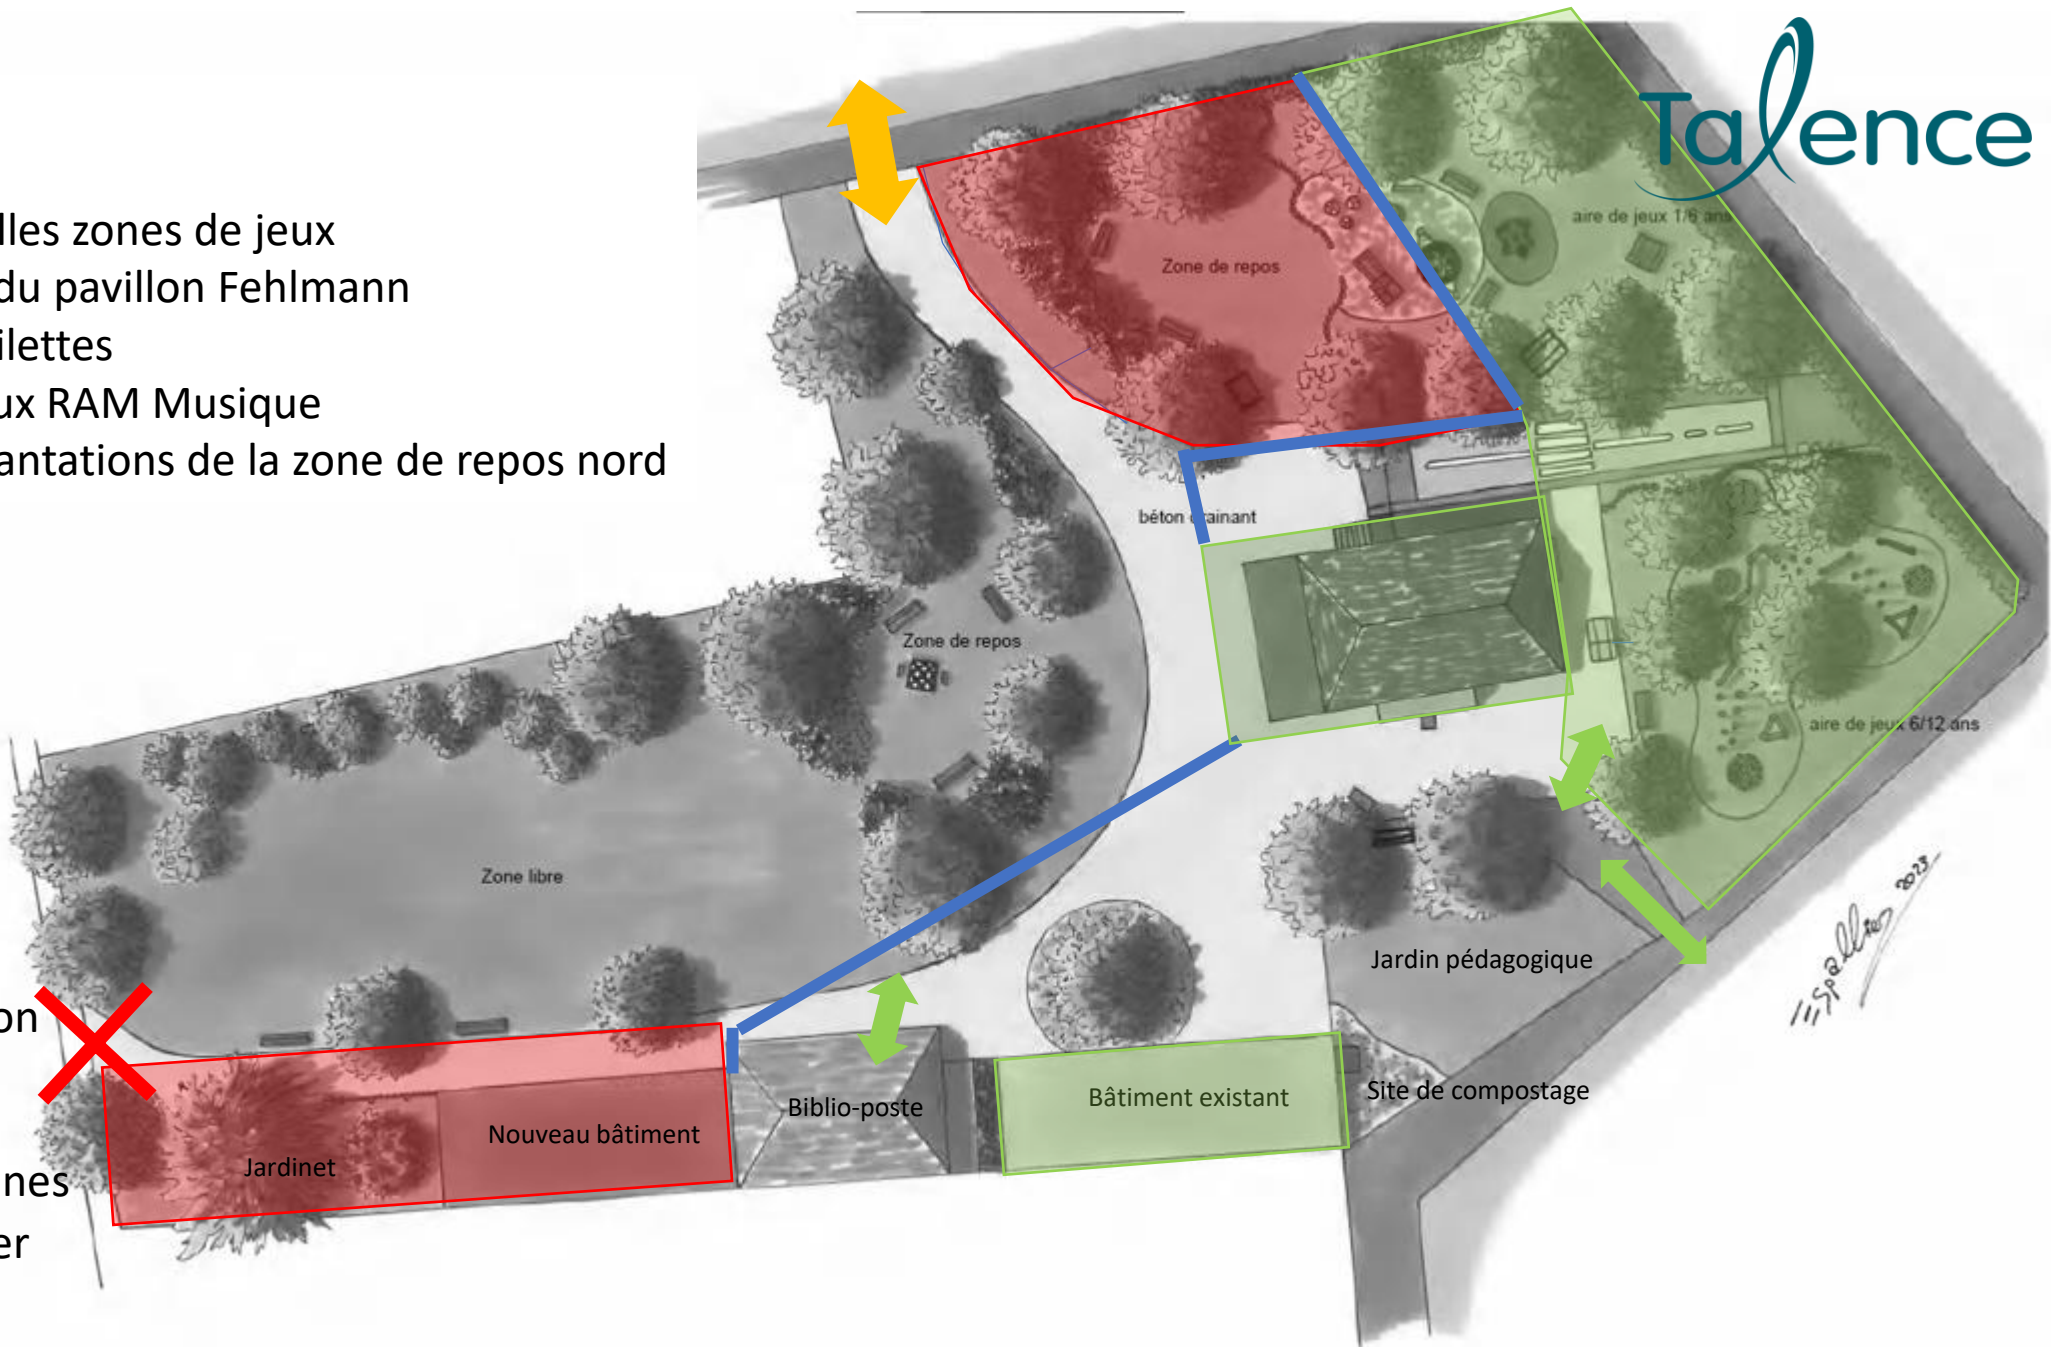 Talence
lles zones de jeux
du pavillon Fehlmann
ilettes
ux RAM Musique
antations de la zone de repos nord
aire de jeux 1/6 ans
Zone de repos
béton drainant
Zone de repos
aire de jeux 6/12 ans
Zone libre
Jardin pédagogique
on
Site de compostage
Bâtiment existant
Biblio-poste
Nouveau bâtiment
Jardinet
nes
er
2023